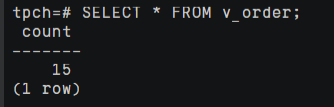 tpch=# SELECT * FROM v_order;
 count
-------
    15
(1 row)